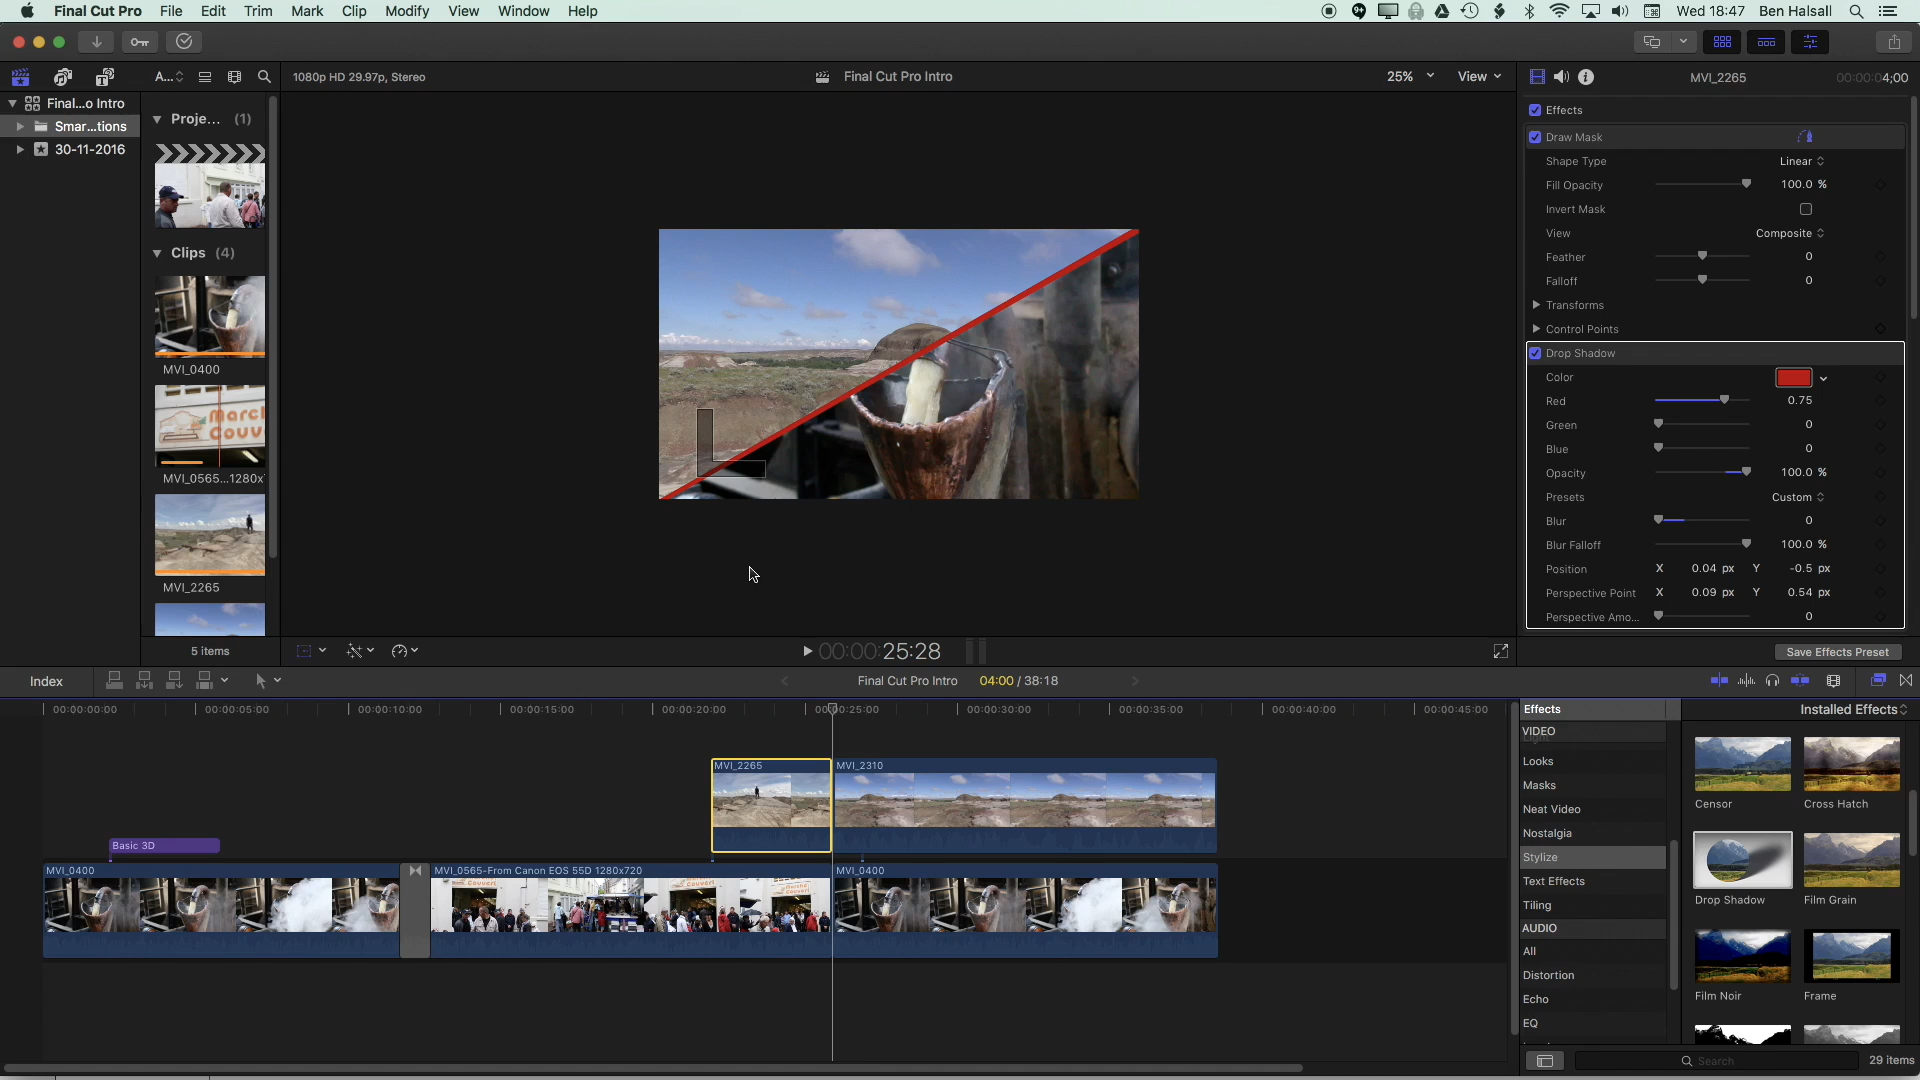 Final Cut Pro File Edit Trim Mark Clip Modify View Window Help
Wed 18:47 Ben Halsall
A... 1080p HD 29.97p, Stereo
Final Cut Pro Intro
25% View
MVI_2265
00:00:04;00
Final...o Intro
Smar...tions
30-11-2016
Proje... (1)
Clips (4)
MVI_0400
MVI_0565...1280x
MVI_2265
5 items
Effects
Draw Mask
Shape Type Linear
Fill Opacity 100.0 %
Invert Mask
View Composite
Feather 0
Falloff 0
Transforms
Control Points
Drop Shadow
Color
Red 0.75
Green 0
Blue 0
Opacity 100.0 %
Presets Custom
Blur 0
Blur Falloff 100.0 %
Position X 0.04 px Y -0.5 px
Perspective Point X 0.09 px Y 0.54 px
Perspective Amo... 0
Save Effects Preset
00:00:25:28
Index
Final Cut Pro Intro 04:00 / 38:18
00:00:00:00 00:00:05:00 00:00:10:00 00:00:15:00 00:00:20:00 00:00:25:00 00:00:30:00 00:00:35:00 00:00:40:00 00:00:45:00
MVI_2265 MVI_2310
Basic 3D
MVI_0400 MVI_0565-From Canon EOS 55D 1280x720 MVI_0400
Effects
VIDEO
Light
Looks
Masks
Neat Video
Nostalgia
Stylize
Text Effects
Tiling
AUDIO
All
Distortion
Echo
EQ
Installed Effects
Censor Cross Hatch
Drop Shadow Film Grain
Film Noir Frame
Search
29 items